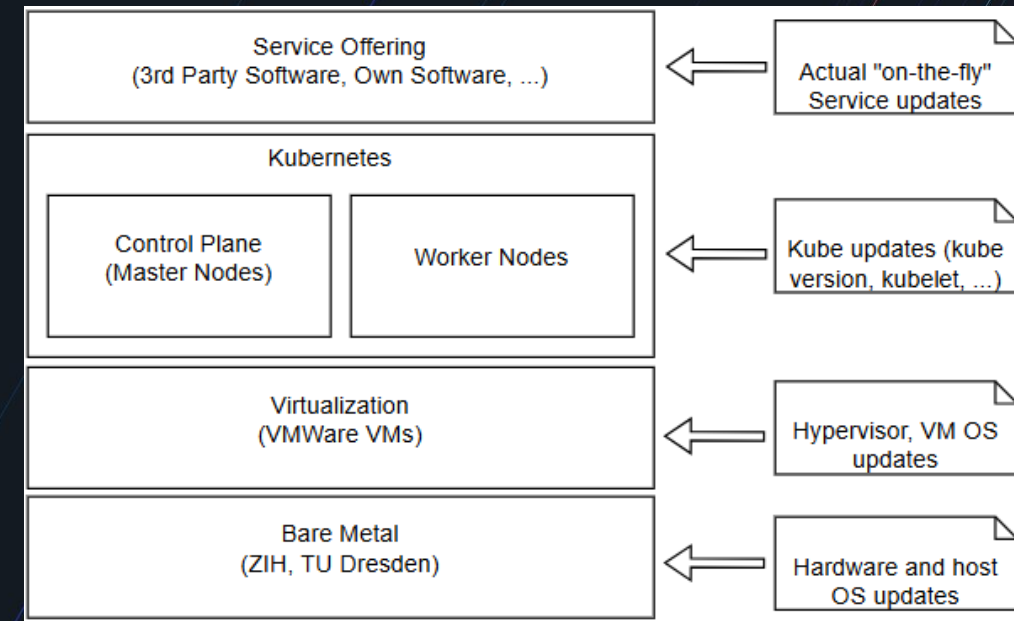 Service Offering
(3rd Party Software, Own Software, ...)
Actual "on-the-fly"
Service updates
Kubernetes
Control Plane
(Master Nodes)
Worker Nodes
Kube updates (kube
version, kubelet, ...)
Virtualization
(VMWare VMs)
Hypervisor, VM OS
updates
Bare Metal
(ZIH, TU Dresden)
Hardware and host
OS updates